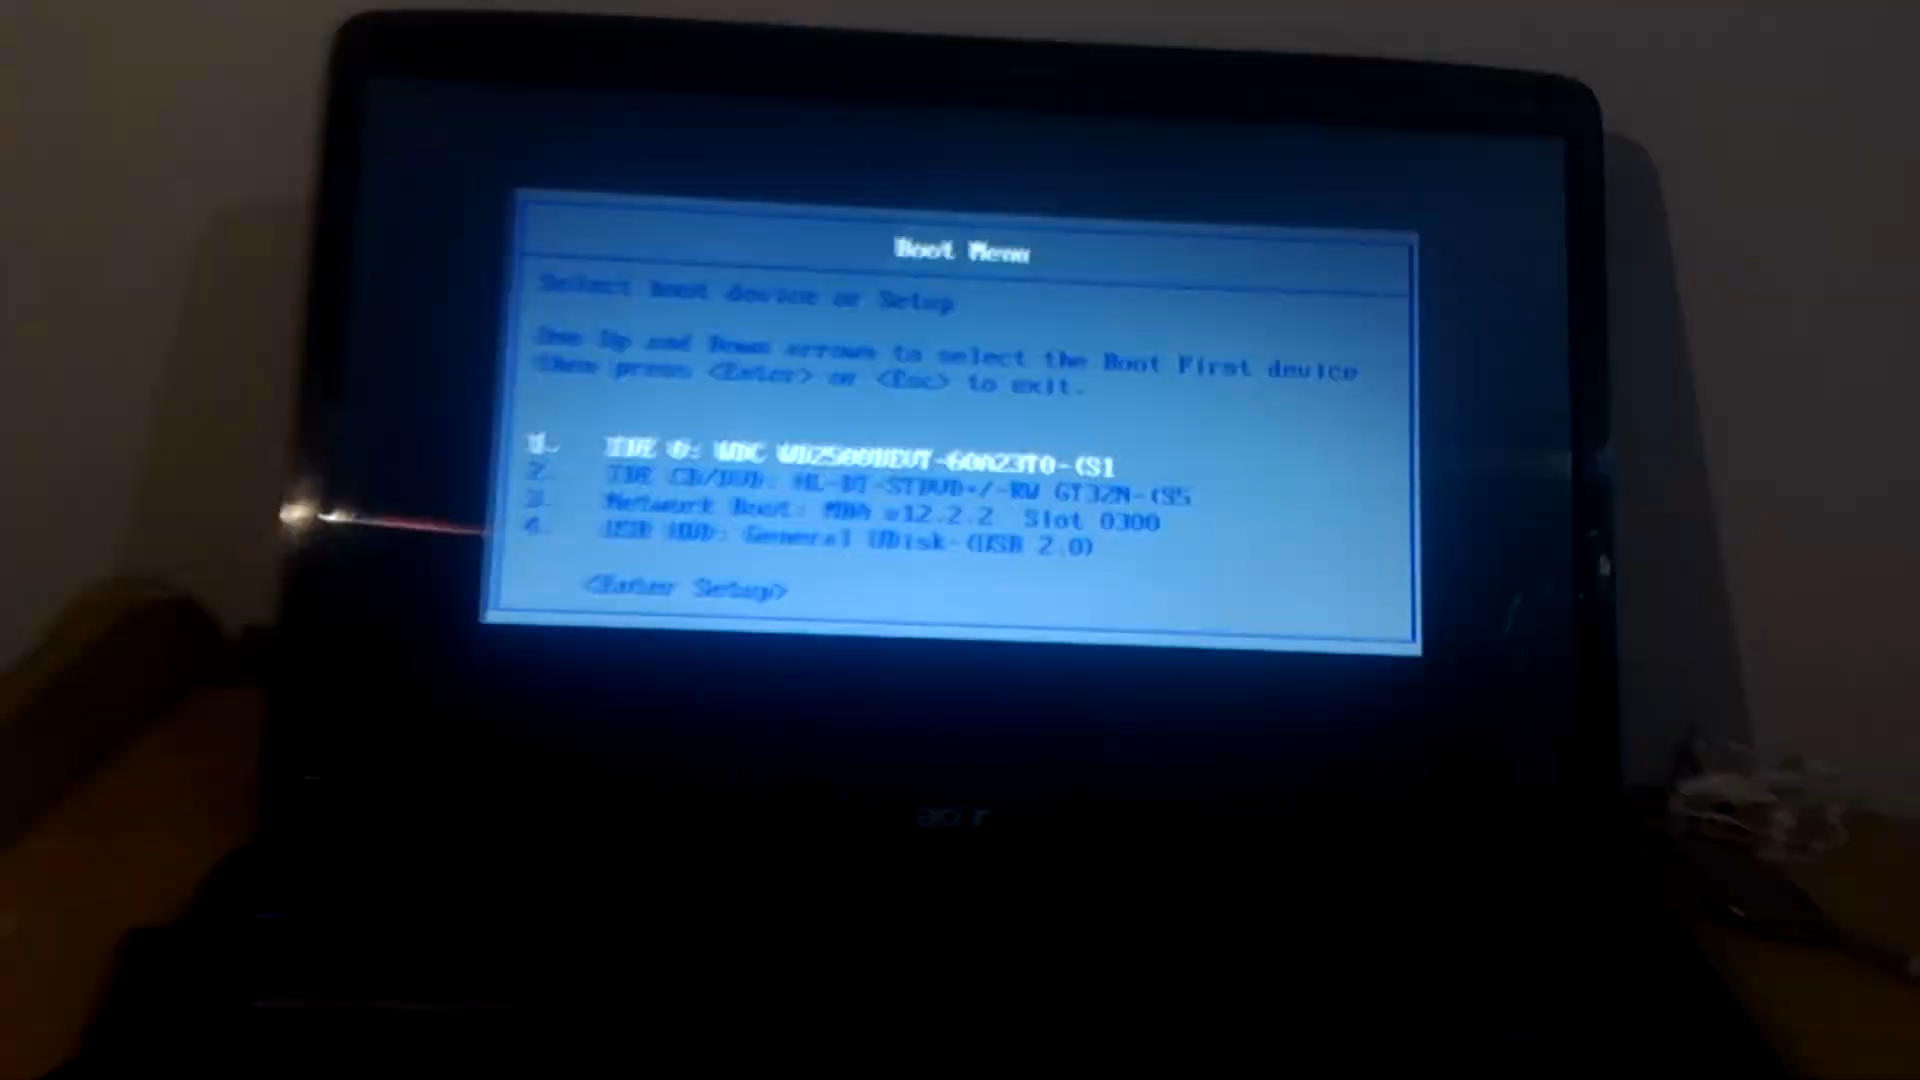 Boot Menu
Select Boot device or Setup
Use Up and Down arrows to select the Boot First device
then press <Enter> or <Esc> to exit.
1. IDE 0: WDC WD2500BEVT-60A23T0-(S1
2. IDE CD/DVD: HL-DT-STDVD+/-RW GT32N-(S5
3. Network Boot: MBA v12.2.2 Slot 0300
4. USB HDD: General UDisk-(USB 2.0)
<Enter Setup>
acer